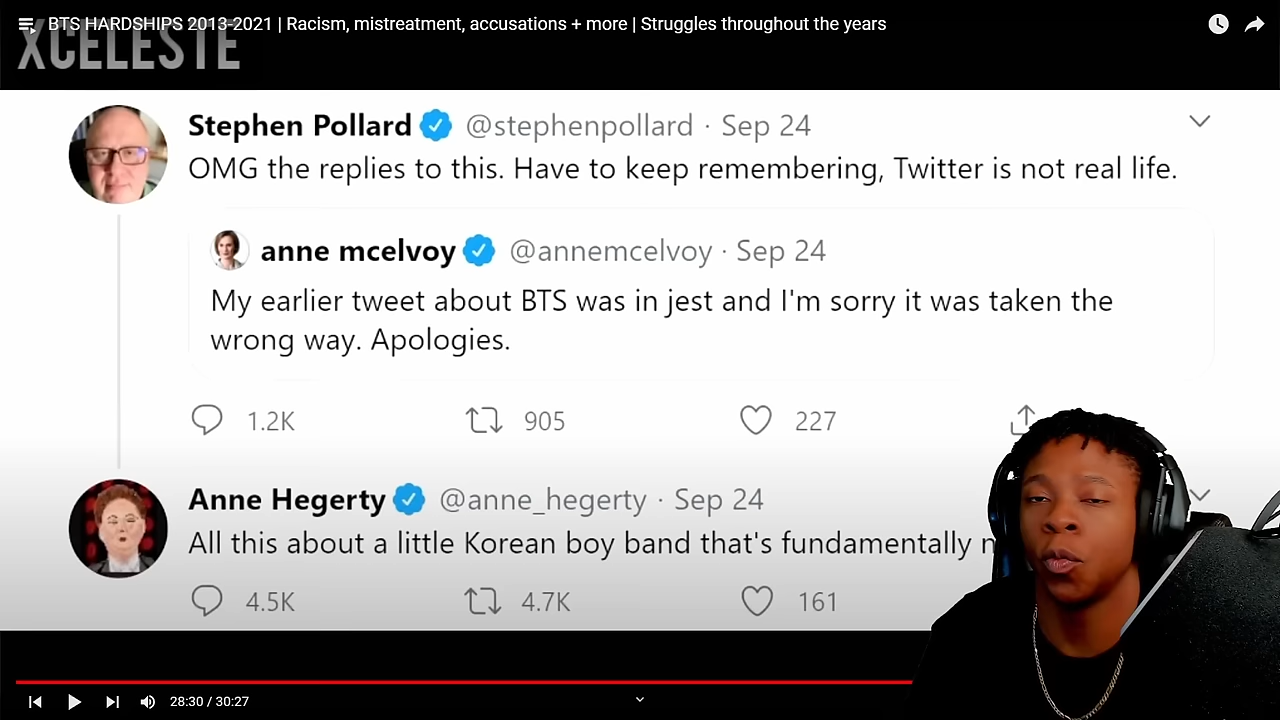 BTS HARDSHIPS 2013-2021 | Racism, mistreatment, accusations + more | Struggles throughout the years
XCELESTE
Stephen Pollard @stephenpollard · Sep 24
OMG the replies to this. Have to keep remembering, Twitter is not real life.
anne mcelvoy @annemcelvoy · Sep 24
My earlier tweet about BTS was in jest and I'm sorry it was taken the
wrong way. Apologies.
1.2K 905 227
Anne Hegerty @anne_hegerty · Sep 24
All this about a little Korean boy band that's fundamentally
4.5K 4.7K 161
28:30 / 30:27